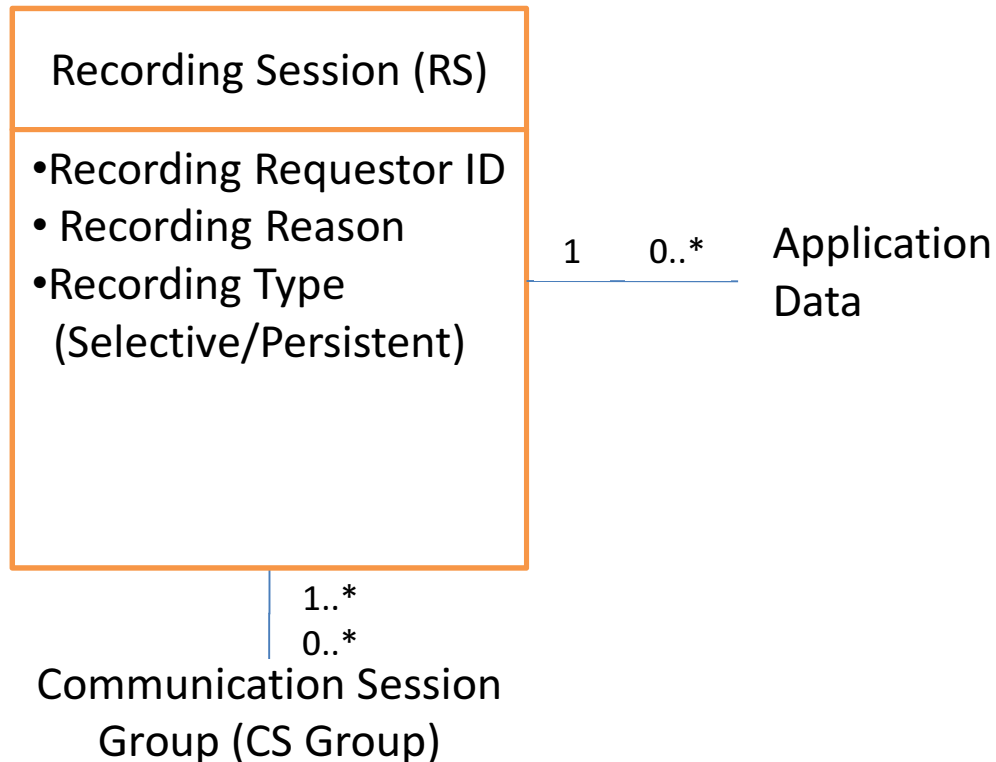 Recording Session (RS)
•Recording Requestor ID
• Recording Reason
•Recording Type
(Selective/Persistent)
1 0..*
Application
Data
1..*
0..*
Communication Session
Group (CS Group)